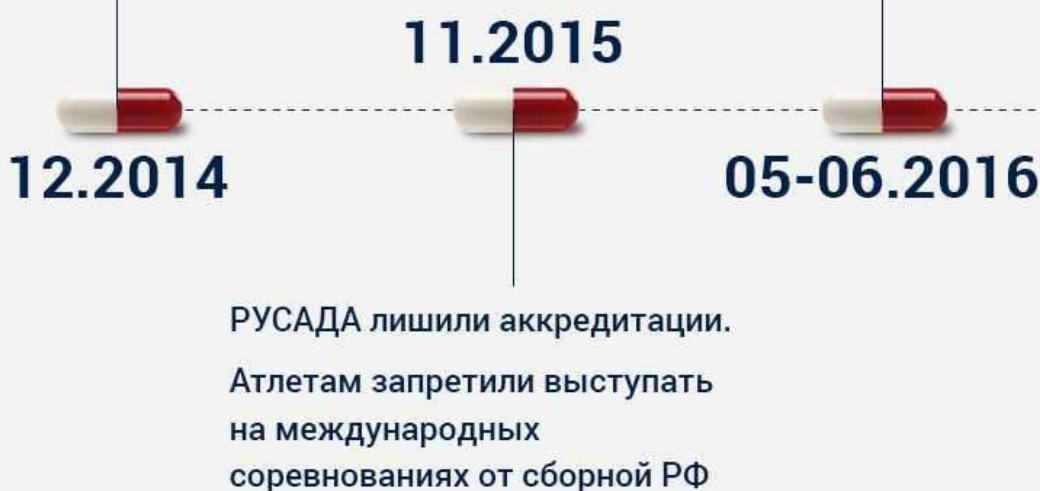 11.2015
12.2014
05-06.2016
РУСАДА лишили аккредитации.
Атлетам запретили выступать
на международных
соревнованиях от сборной РФ